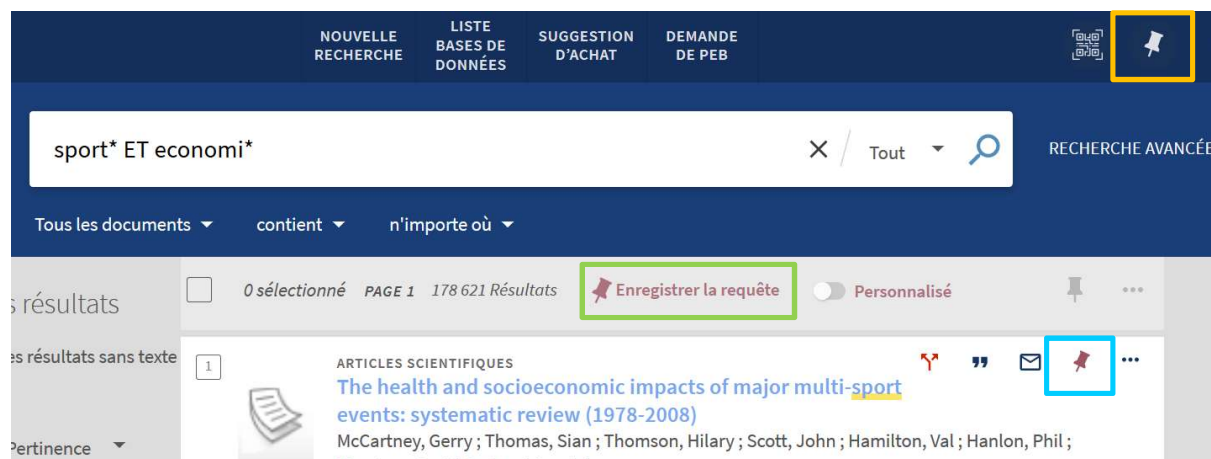 NOUVELLE RECHERCHE
LISTE BASES DE DONNÉES
SUGGESTION D'ACHAT
DEMANDE DE PEB
sport* ET economi*
Tout
RECHERCHE AVANCÉE
Tous les documents
contient
n'importe où
s résultats
0 sélectionné PAGE 1 178 621 Résultats
Enregistrer la requête
Personnalisé
es résultats sans texte
1
ARTICLES SCIENTIFIQUES
The health and socioeconomic impacts of major multi-sport
events: systematic review (1978-2008)
McCartney, Gerry ; Thomas, Sian ; Thomson, Hilary ; Scott, John ; Hamilton, Val ; Hanlon, Phil ;
Pertinence